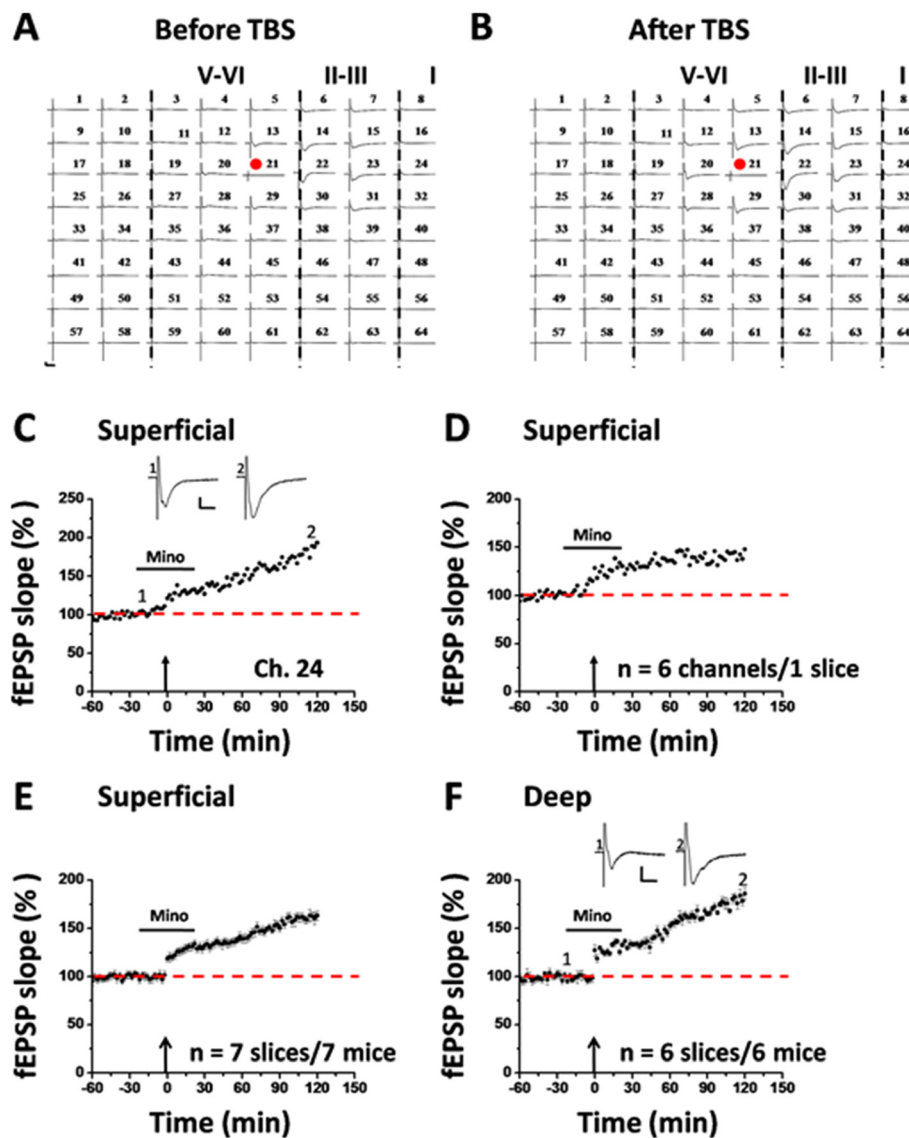 A Before TBS
B After TBS
V-VI II-III I
V-VI II-III I
1 2 3 4 5 6 7 8
9 10 11 12 13 14 15 16
17 18 19 20 21 22 23 24
25 26 27 28 29 30 31 32
33 34 35 36 37 38 39 40
41 42 43 44 45 46 47 48
49 50 51 52 53 54 55 56
57 58 59 60 61 62 63 64
1 2 3 4 5 6 7 8
9 10 11 12 13 14 15 16
17 18 19 20 21 22 23 24
25 26 27 28 29 30 31 32
33 34 35 36 37 38 39 40
41 42 43 44 45 46 47 48
49 50 51 52 53 54 55 56
57 58 59 60 61 62 63 64
C Superficial
1 2
fEPSP slope (%)
250
200
150
100
50
0
Mino
1
2
Ch. 24
-60 -30 0 30 60 90 120 150
Time (min)
D Superficial
fEPSP slope (%)
200
150
100
50
0
Mino
n = 6 channels/1 slice
-60 -30 0 30 60 90 120 150
Time (min)
E Superficial
fEPSP slope (%)
200
150
100
50
0
Mino
n = 7 slices/7 mice
-60 -30 0 30 60 90 120 150
Time (min)
F Deep
1 2
fEPSP slope (%)
200
150
100
50
0
Mino
1
2
n = 6 slices/6 mice
-60 -30 0 30 60 90 120 150
Time (min)